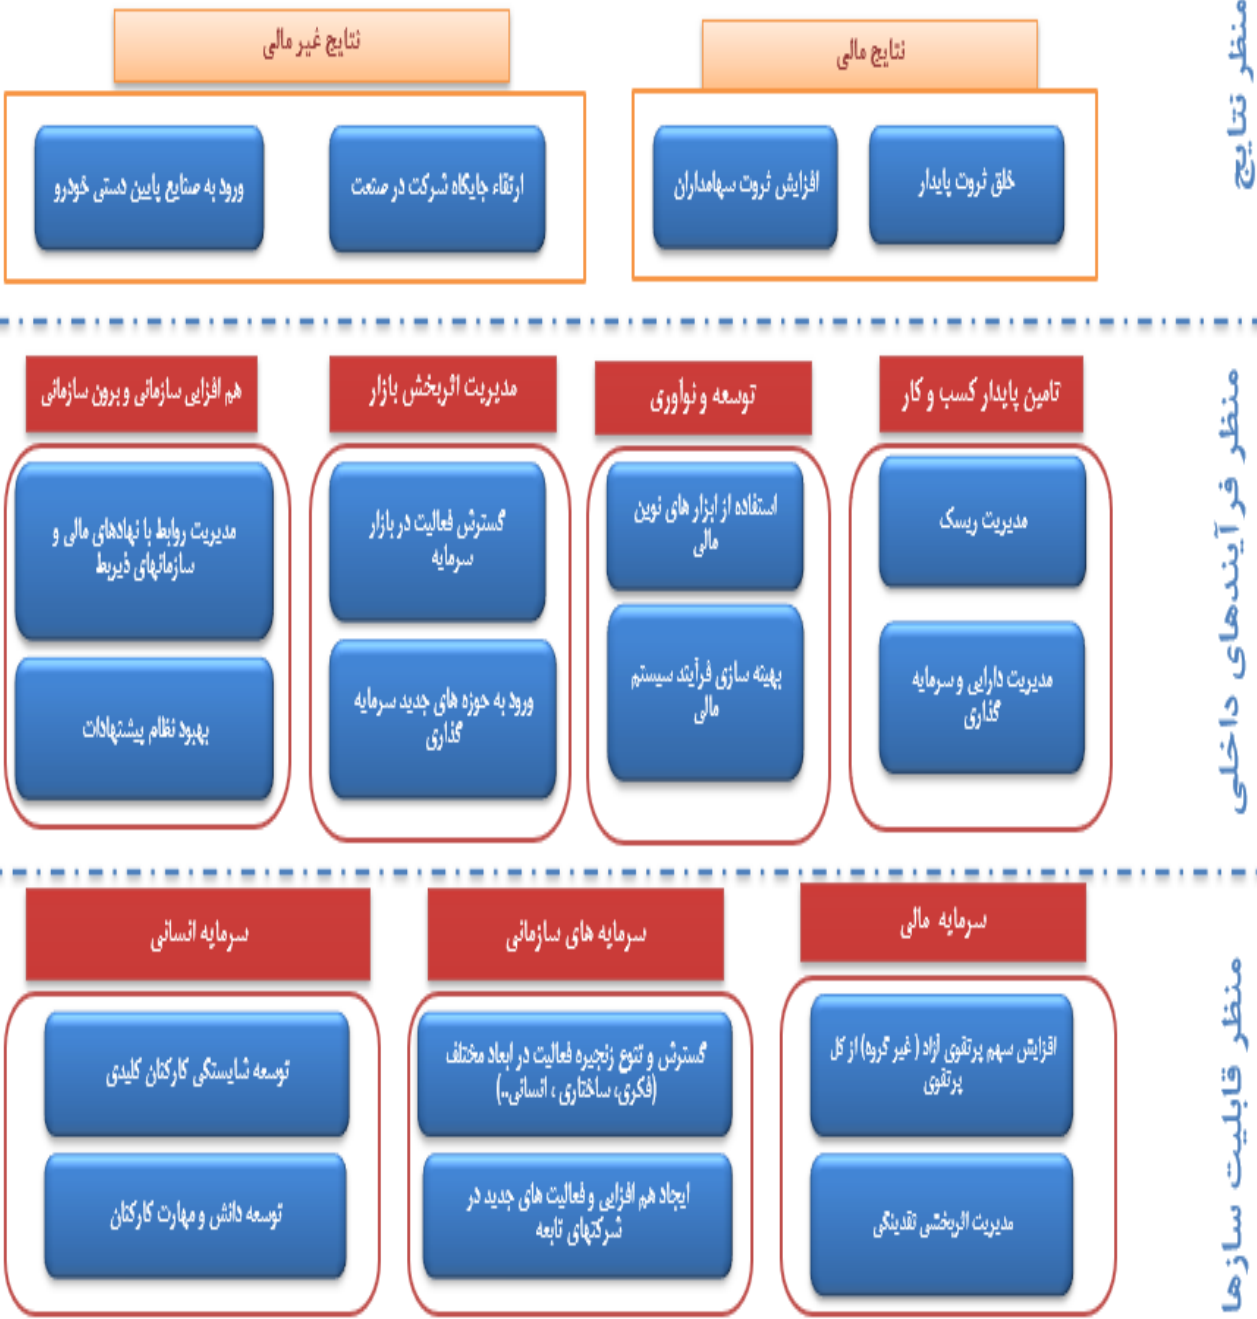 منظر نتایج
نتایج مالی
خلق ثروت پایدار
افزایش ثروت سهامداران
نتایج غیر مالی
ارتقاء جایگاه شرکت در صنعت
ورود به صنایع پایین دستی خودرو
منظر فرآیندهای داخلی
تامین پایدار کسب و کار
مدیریت ریسک
مدیریت دارایی و سرمایه
گذاری
توسعه و نوآوری
استفاده از ابزار های نوین
مالی
بهینه سازی فرآیند سیستم
مالی
مدیریت اثربخش بازار
گسترش فعالیت در بازار
سرمایه
ورود به حوزه های جدید سرمایه
گذاری
هم افزایی سازمانی و برون سازمانی
مدیریت روابط با نهادهای مالی و
سازمانهای ذیربط
بهبود نظام پیشنهادات
منظر قابلیت سازها
سرمایه مالی
افزایش سهم پرتفوی آزاد ( غیر گروه) از کل
پرتفوی
مدیریت اثربخشی نقدینگی
سرمایه های سازمانی
گسترش و تنوع زنجیره فعالیت در ابعاد مختلف
(فکری، ساختاری ، انسانی..)
ایجاد هم افزایی و فعالیت های جدید در
شرکتهای تابعه
سرمایه انسانی
توسعه شایستگی کارکنان کلیدی
توسعه دانش و مهارت کارکنان